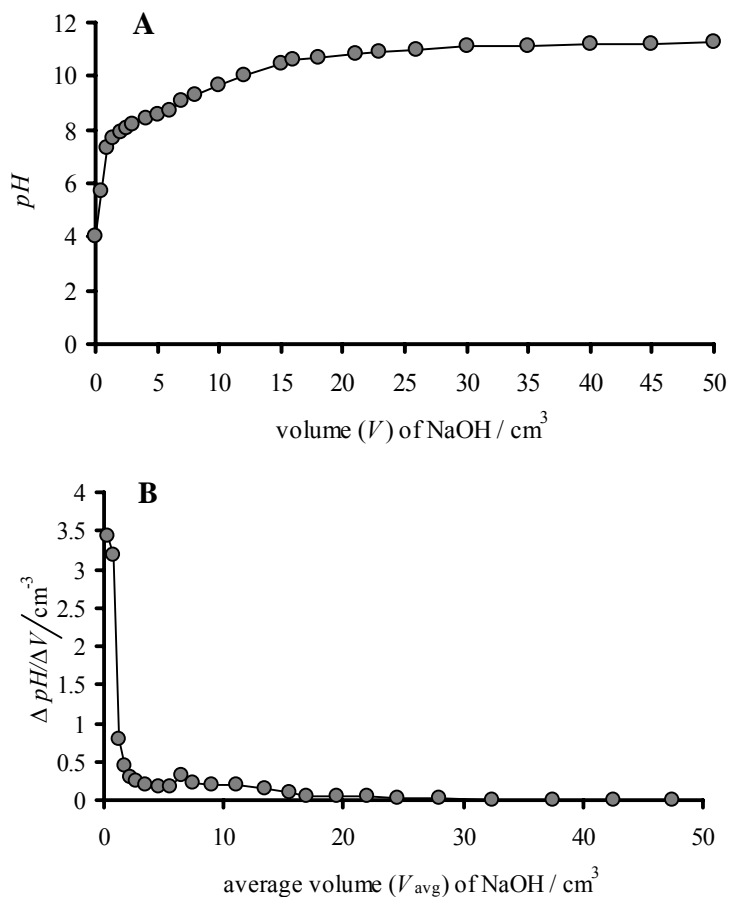 A
12
10
8
6
4
2
0
pH
0 5 10 15 20 25 30 35 40 45 50
volume (V) of NaOH / cm³
B
4
3.5
3
2.5
2
1.5
1
0.5
0
Δ pH/ΔV/cm⁻³
0 10 20 30 40 50
average volume (Vavg) of NaOH / cm³